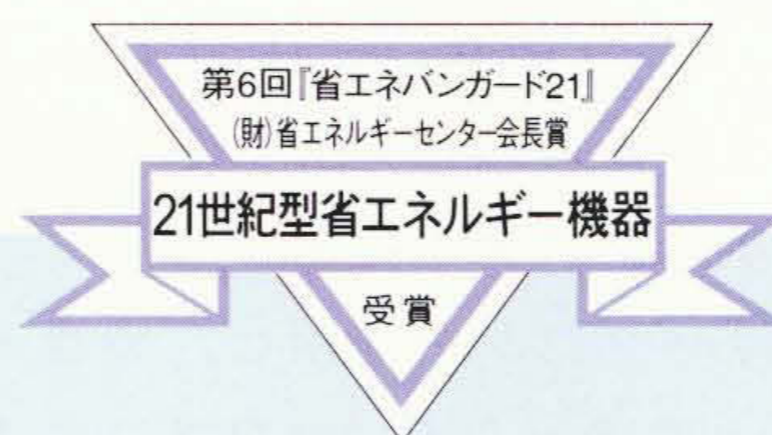 第6回『省エネバンガード21』
(財)省エネルギーセンター会長賞
21世紀型省エネルギー機器
受賞